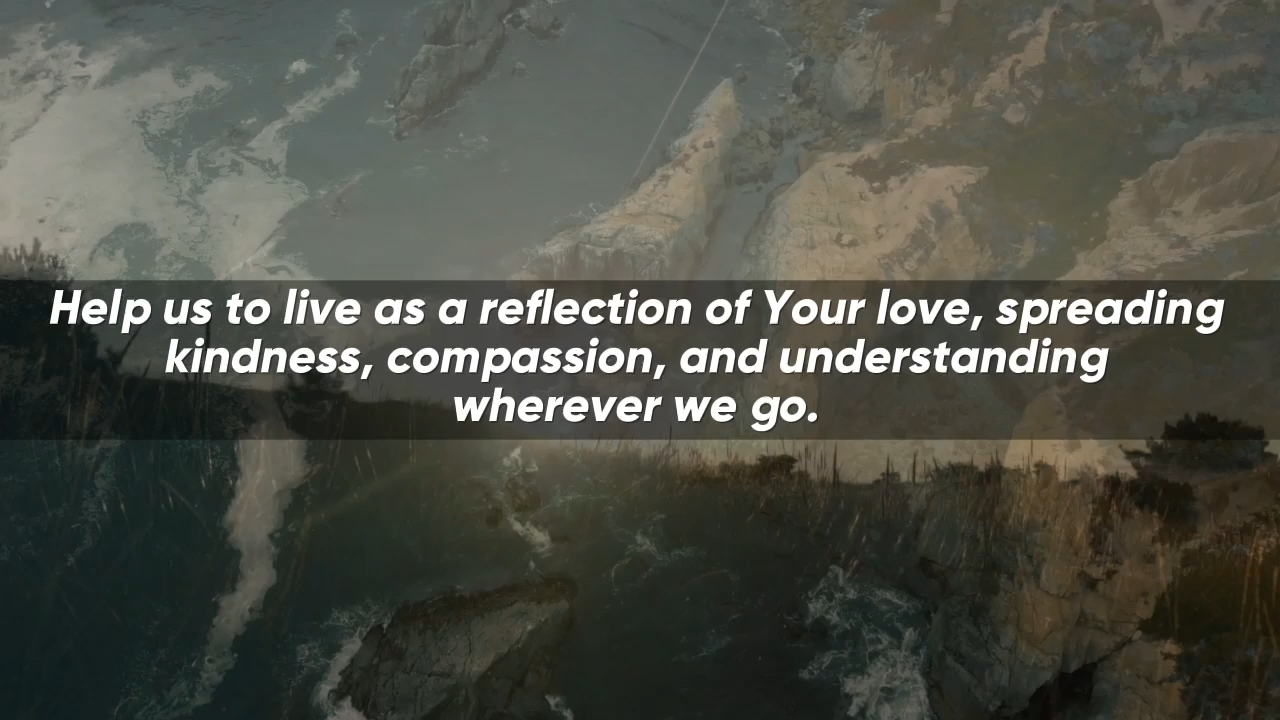 Help us to live as a reflection of Your love, spreading
kindness, compassion, and understanding
wherever we go.